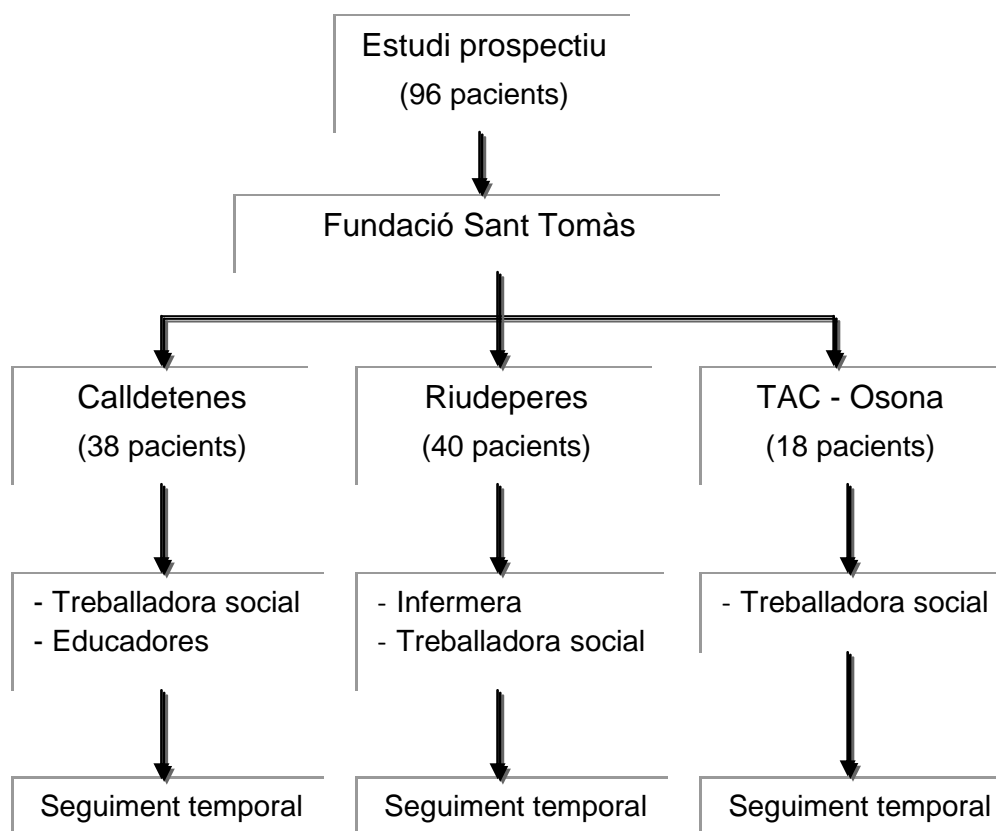 Estudi prospectiu
(96 pacients)
Fundació Sant Tomàs
Calldetenes
(38 pacients)
Riudeperes
(40 pacients)
TAC - Osona
(18 pacients)
- Treballadora social
- Educadores
- Infermera
- Treballadora social
- Treballadora social
Seguiment temporal
Seguiment temporal
Seguiment temporal